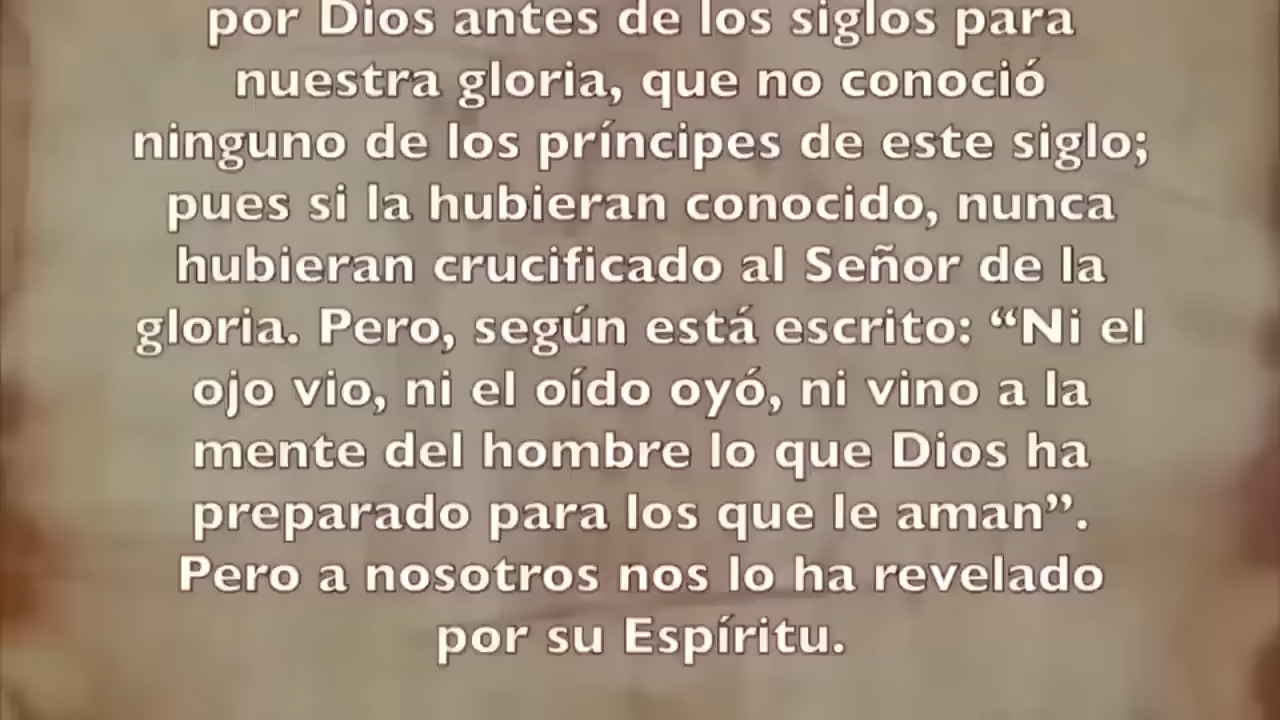 por Dios antes de los siglos para
nuestra gloria, que no conoció
ninguno de los príncipes de este siglo;
pues si la hubieran conocido, nunca
hubieran crucificado al Señor de la
gloria. Pero, según está escrito: “Ni el
ojo vio, ni el oído oyó, ni vino a la
mente del hombre lo que Dios ha
preparado para los que le aman”.
Pero a nosotros nos lo ha revelado
por su Espíritu.